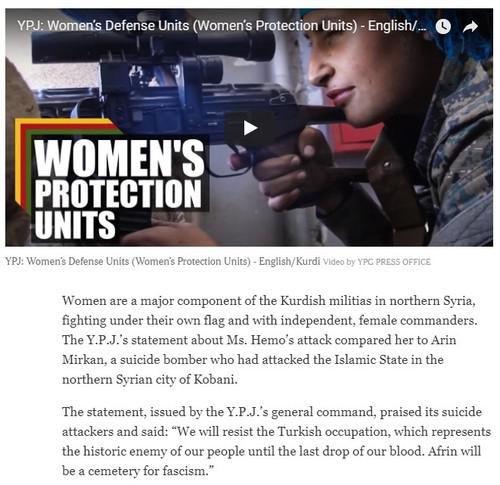 YPJ: Women's Defense Units (Women's Protection Units) - English/...
WOMEN'S
PROTECTION
UNITS
YPJ: Women's Defense Units (Women's Protection Units) - English/Kurdi Video by YPG PRESS OFFICE
Women are a major component of the Kurdish militias in northern Syria,
fighting under their own flag and with independent, female commanders.
The Y.P.J.'s statement about Ms. Hemo's attack compared her to Arin
Mirkan, a suicide bomber who had attacked the Islamic State in the
northern Syrian city of Kobani.
The statement, issued by the Y.P.J.'s general command, praised its suicide
attackers and said: “We will resist the Turkish occupation, which represents
the historic enemy of our people until the last drop of our blood. Afrin will
be a cemetery for fascism.”